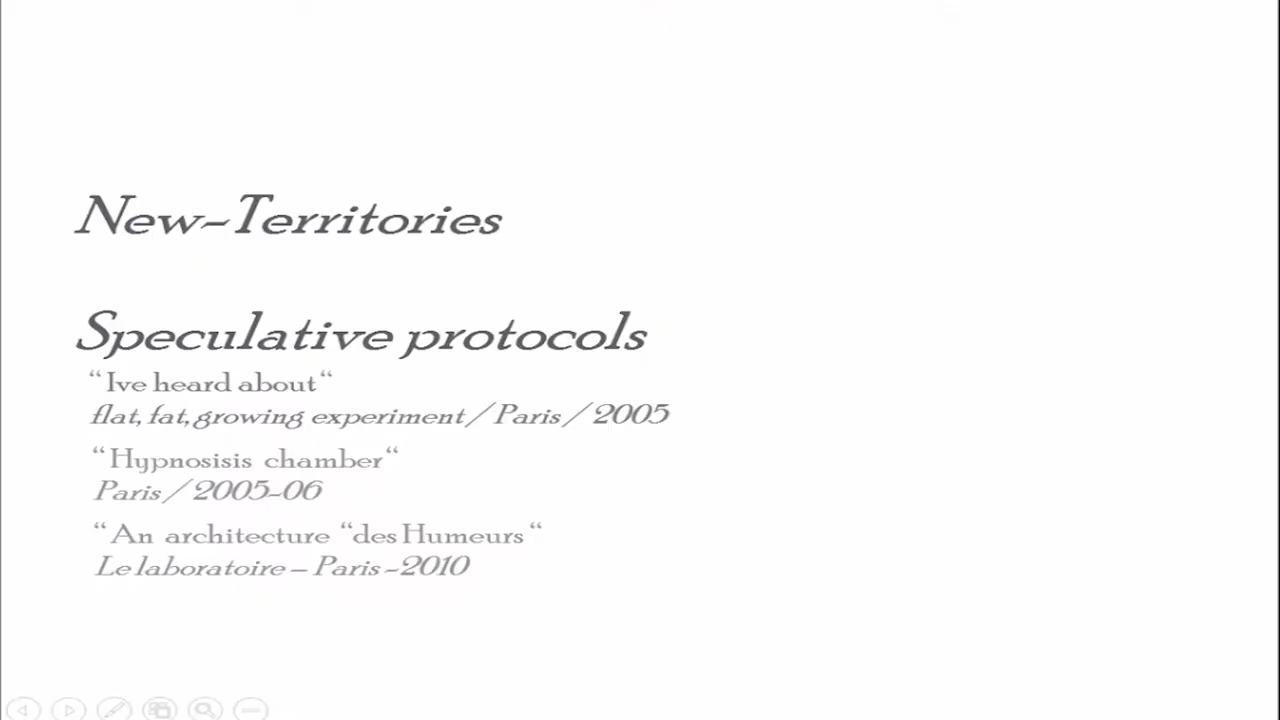 New-Territories
Speculative protocols
“Ive heard about“
flat, fat, growing experiment / Paris / 2005
“Hypnosisis chamber“
Paris / 2005-06
“An architecture “des Humeurs“
Le laboratoire – Paris -2010